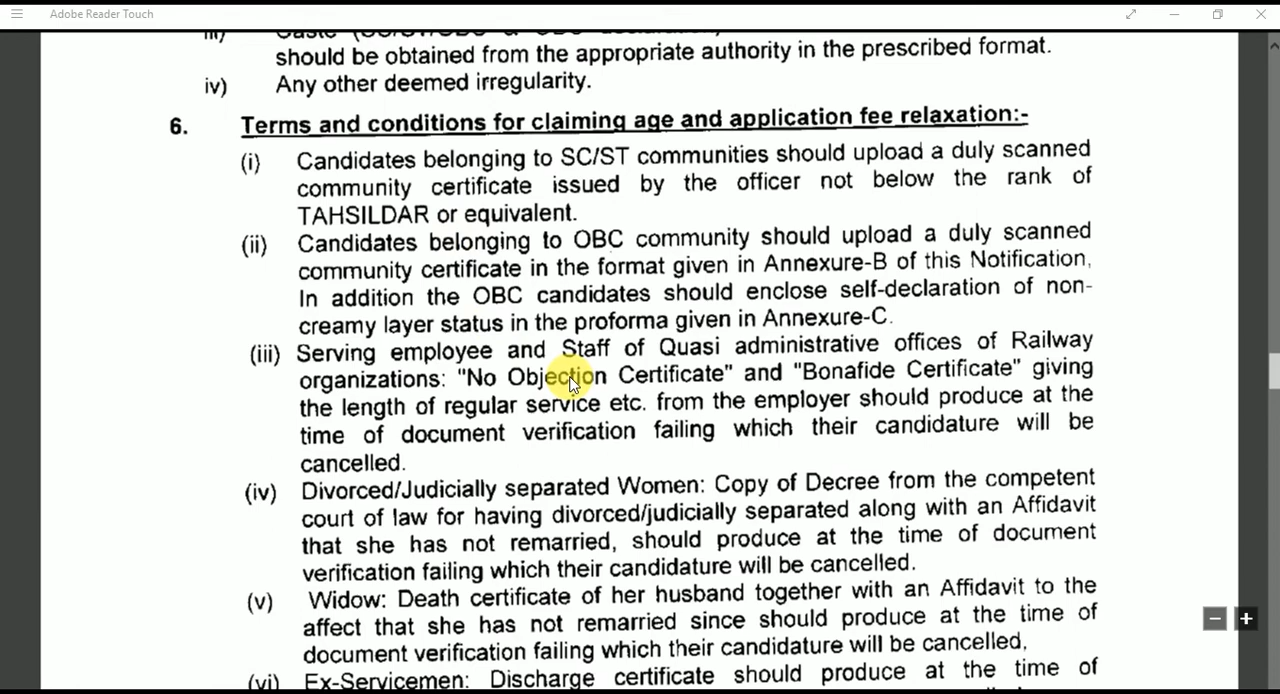 Adobe Reader Touch
iii)
should be obtained from the appropriate authority in the prescribed format.
iv) Any other deemed irregularity.
6. Terms and conditions for claiming age and application fee relaxation:-
(i) Candidates belonging to SC/ST communities should upload a duly scanned
community certificate issued by the officer not below the rank of
TAHSILDAR or equivalent.
(ii) Candidates belonging to OBC community should upload a duly scanned
community certificate in the format given in Annexure-B of this Notification,
In addition the OBC candidates should enclose self-declaration of non-
creamy layer status in the proforma given in Annexure-C.
(iii) Serving employee and Staff of Quasi administrative offices of Railway
organizations: "No Objection Certificate" and "Bonafide Certificate" giving
the length of regular service etc. from the employer should produce at the
time of document verification failing which their candidature will be
cancelled.
(iv) Divorced/Judicially separated Women: Copy of Decree from the competent
court of law for having divorced/judicially separated along with an Affidavit
that she has not remarried, should produce at the time of document
verification failing which their candidature will be cancelled.
(v) Widow: Death certificate of her husband together with an Affidavit to the
affect that she has not remarried since should produce at the time of
document verification failing which their candidature will be cancelled,
(vi) Ex-Servicemen: Discharge certificate should produce at the time of